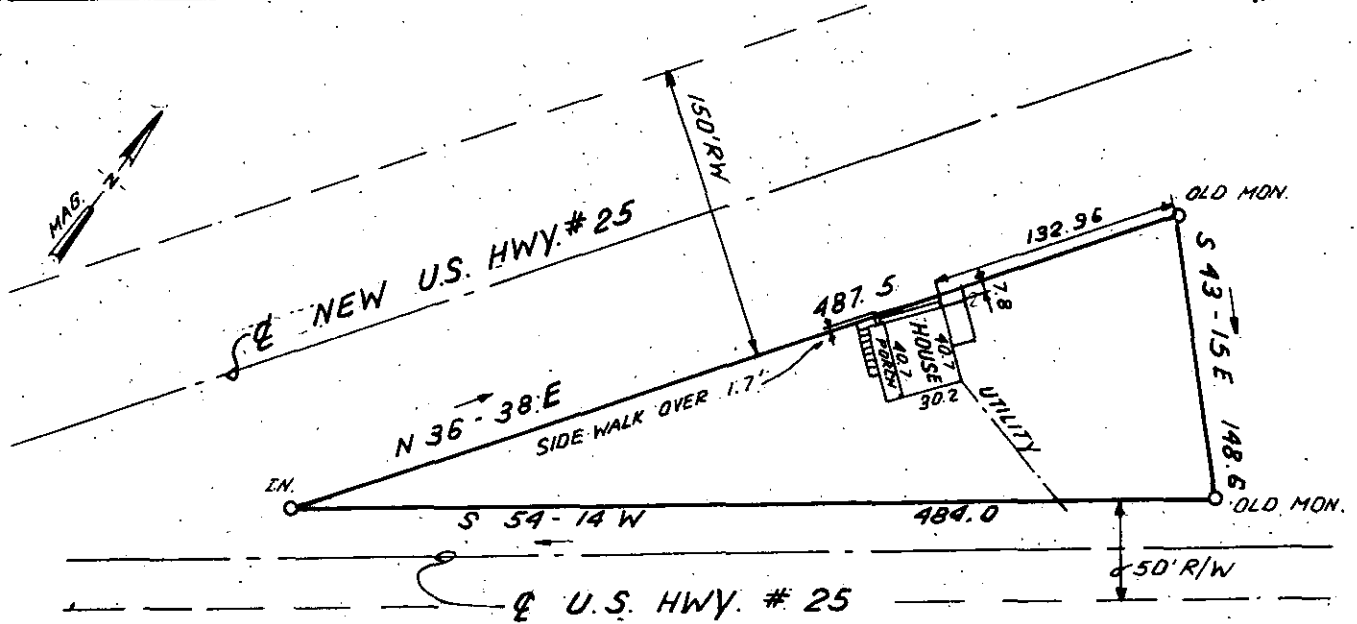 150' RW
MAG. N
℄ NEW U.S. HWY. # 25
OLD MON.
132.96
487.5
7.8
S 43-15 E 148.6
HOUSE
40.7
PORCH
40.7
30.2
UTILITY
N 36-38 E
SIDE WALK OVER 1.7'
I.N.
S 54-14 W
484.0
OLD MON.
50' R/W
℄ U.S. HWY. # 25